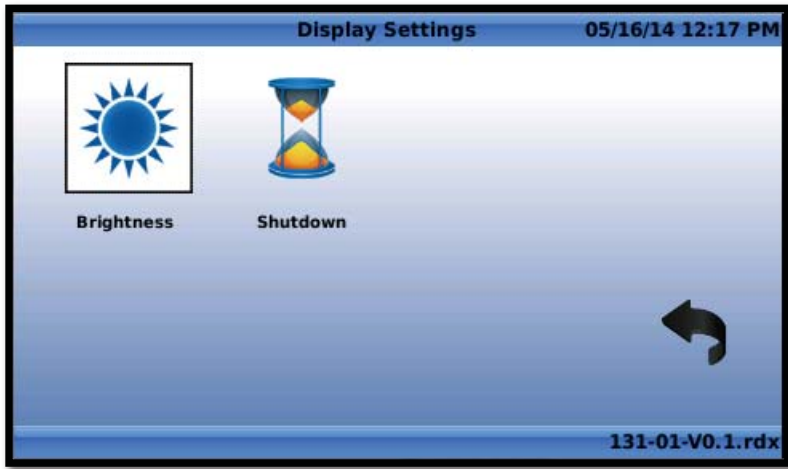 Display Settings 05/16/14 12:17 PM
Brightness Shutdown
131-01-V0.1.rdx